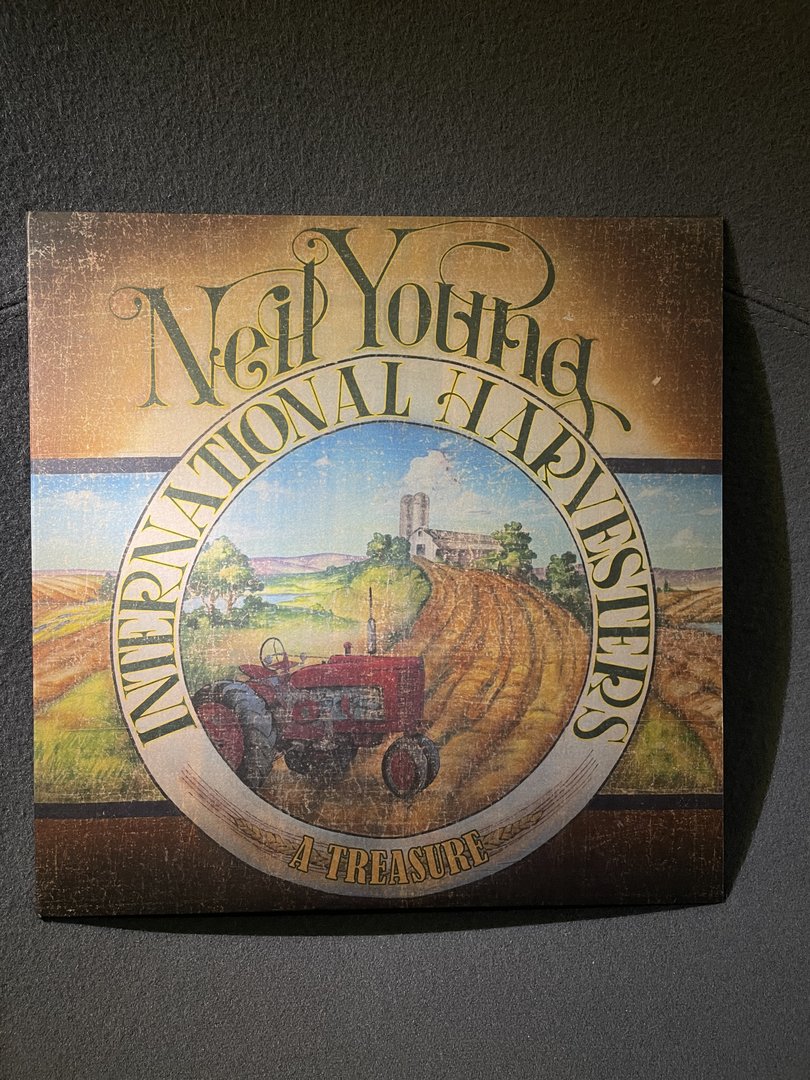 Neil Young
INTERNATIONAL HARVESTERS
A TREASURE